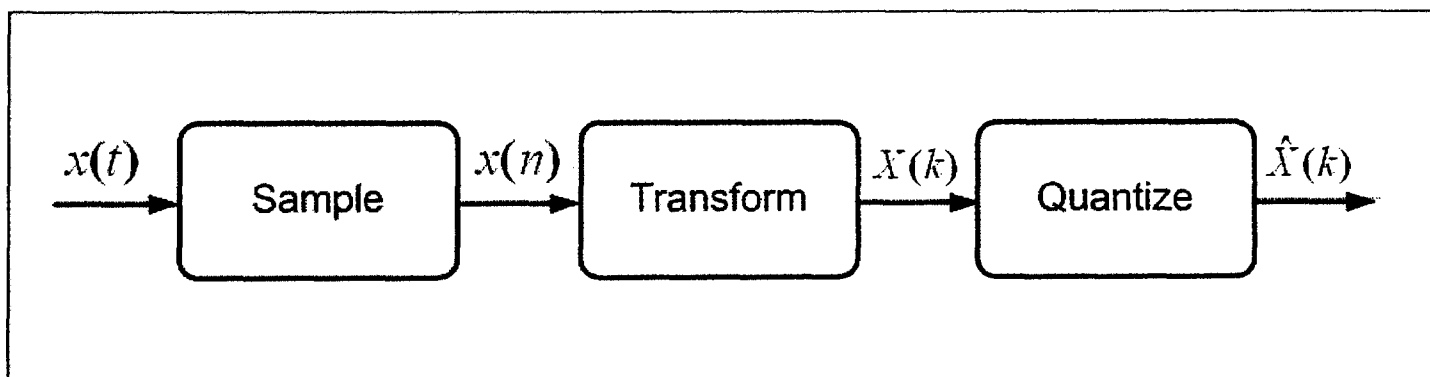 x(t) Sample x(n) Transform X(k) Quantize X̂(k)